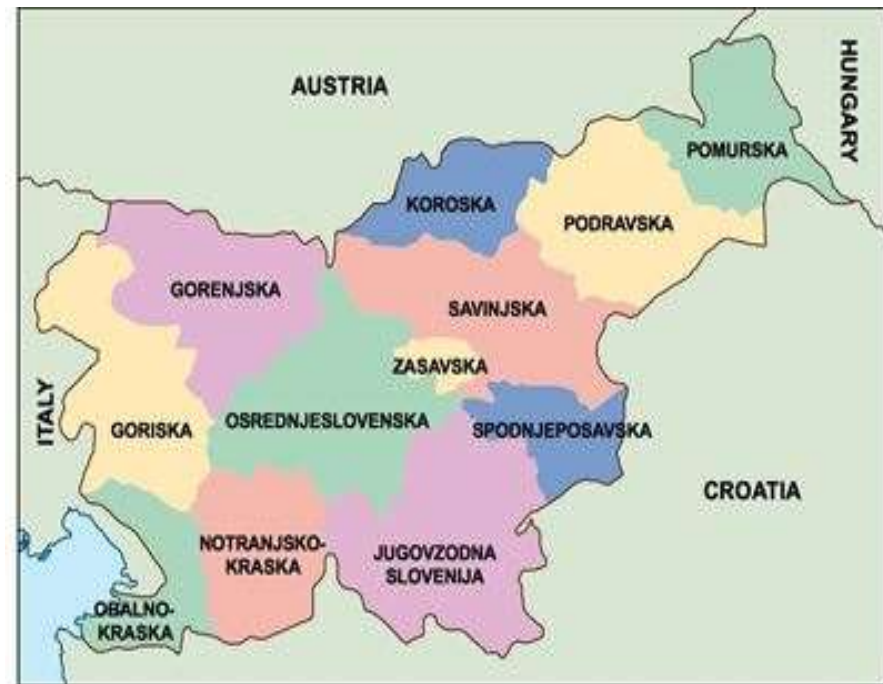 AUSTRIA
HUNGARY
POMURSKA
KOROSKA
PODRAVSKA
GORENJSKA
SAVINJSKA
ZASAVSKA
ITALY
GORISKA
OSREDNJESLOVENSKA
SPODNJEPOSAVSKA
CROATIA
NOTRANJSKO-
KRASKA
JUGOVZODNA
SLOVENIJA
OBALNO-
KRASKA